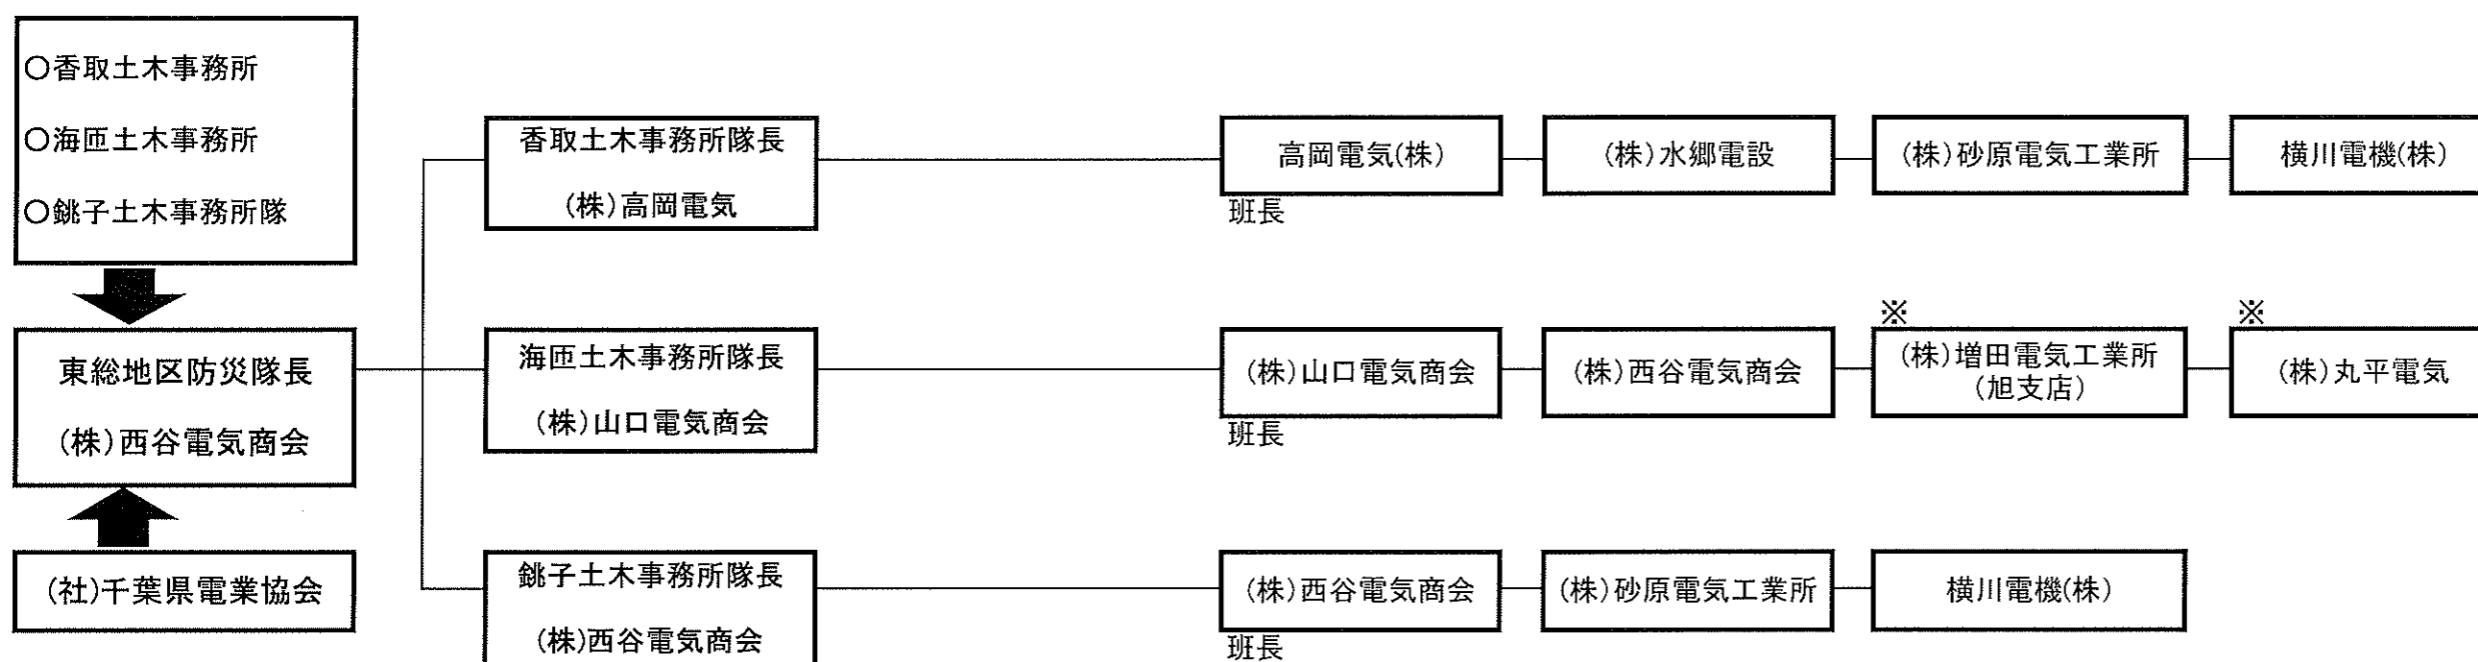 ○香取土木事務所
○海匝土木事務所
○銚子土木事務所隊
東総地区防災隊長
(株)西谷電気商会
(社)千葉県電業協会
香取土木事務所隊長
(株)高岡電気
高岡電気(株)
班長
(株)水郷電設
(株)砂原電気工業所
横川電機(株)
海匝土木事務所隊長
(株)山口電気商会
(株)山口電気商会
班長
(株)西谷電気商会
※
(株)増田電気工業所
(旭支店)
※
(株)丸平電気
銚子土木事務所隊長
(株)西谷電気商会
(株)西谷電気商会
班長
(株)砂原電気工業所
横川電機(株)